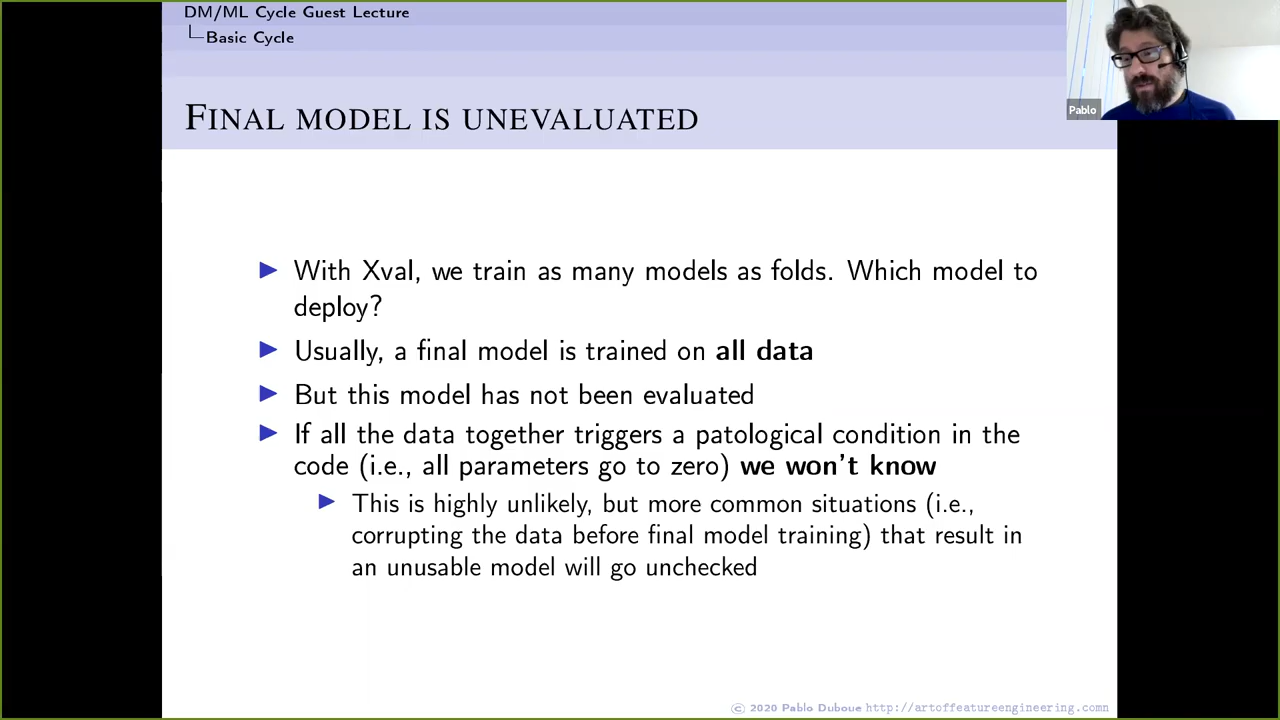 DM/ML Cycle Guest Lecture
Basic Cycle
Pablo
FINAL MODEL IS UNEVALUATED
With Xval, we train as many models as folds. Which model to
deploy?
Usually, a final model is trained on all data
But this model has not been evaluated
If all the data together triggers a patological condition in the
code (i.e., all parameters go to zero) we won't know
This is highly unlikely, but more common situations (i.e.,
corrupting the data before final model training) that result in
an unusable model will go unchecked
© 2020 Pablo Duboue http://artoffeatureengineering.comn